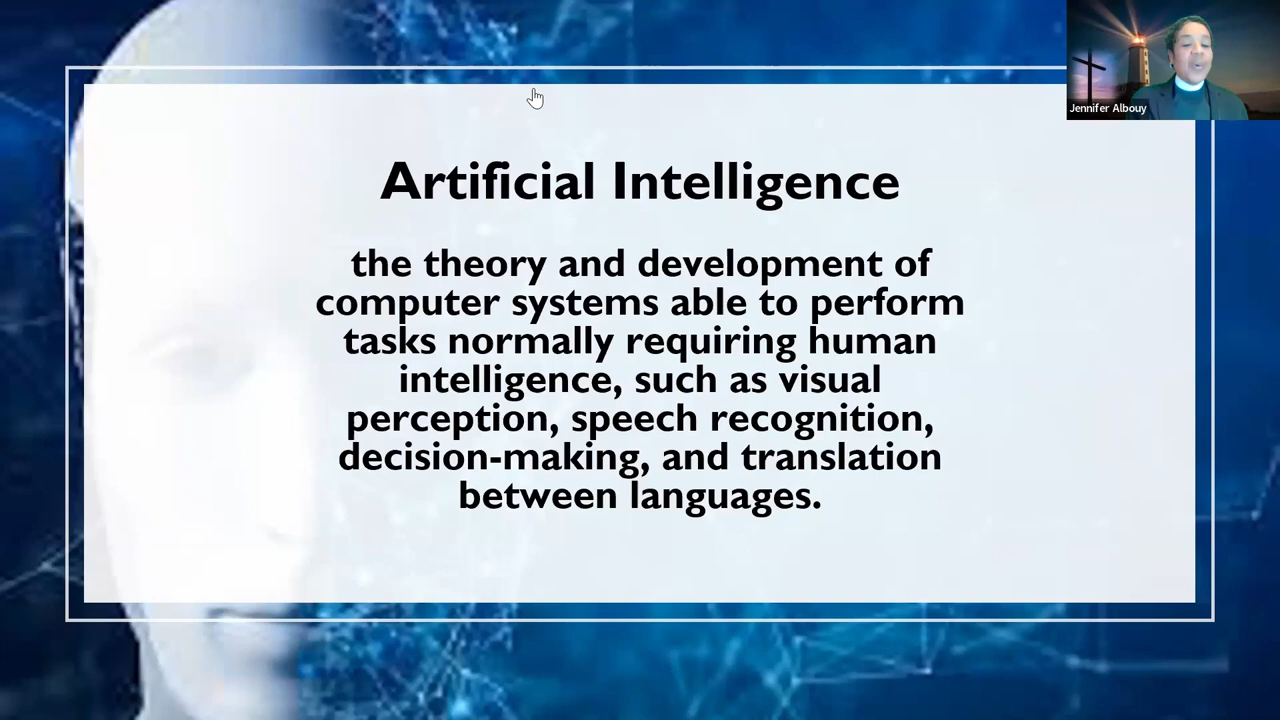 Jennifer Albouy
Artificial Intelligence
the theory and development of
computer systems able to perform
tasks normally requiring human
intelligence, such as visual
perception, speech recognition,
decision-making, and translation
between languages.